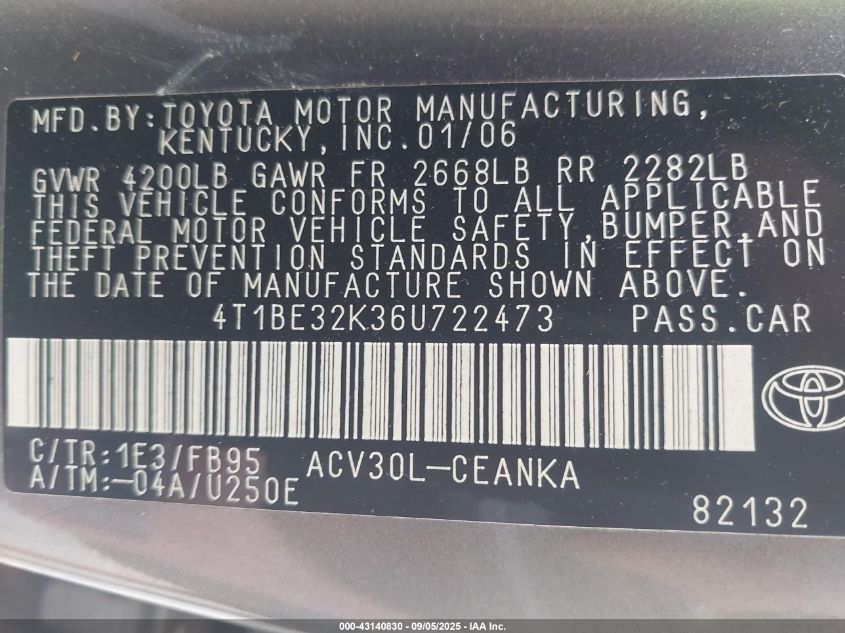 MFD.BY:TOYOTA MOTOR MANUFACTURING,
KENTUCKY,INC.01/06
GVWR 4200LB GAWR FR 2668LB RR 2282LB
THIS VEHICLE CONFORMS TO ALL APPLICABLE
FEDERAL MOTOR VEHICLE SAFETY,BUMPER,AND
THEFT PREVENTION STANDARDS IN EFFECT ON
THE DATE OF MANUFACTURE SHOWN ABOVE.
4T1BE32K36U722473 PASS.CAR
C/TR:1E3/FB95 ACV30L-CEANKA
A/TM:-04A/U250E
82132
000-43140830 - 09/05/2025 - IAA Inc.